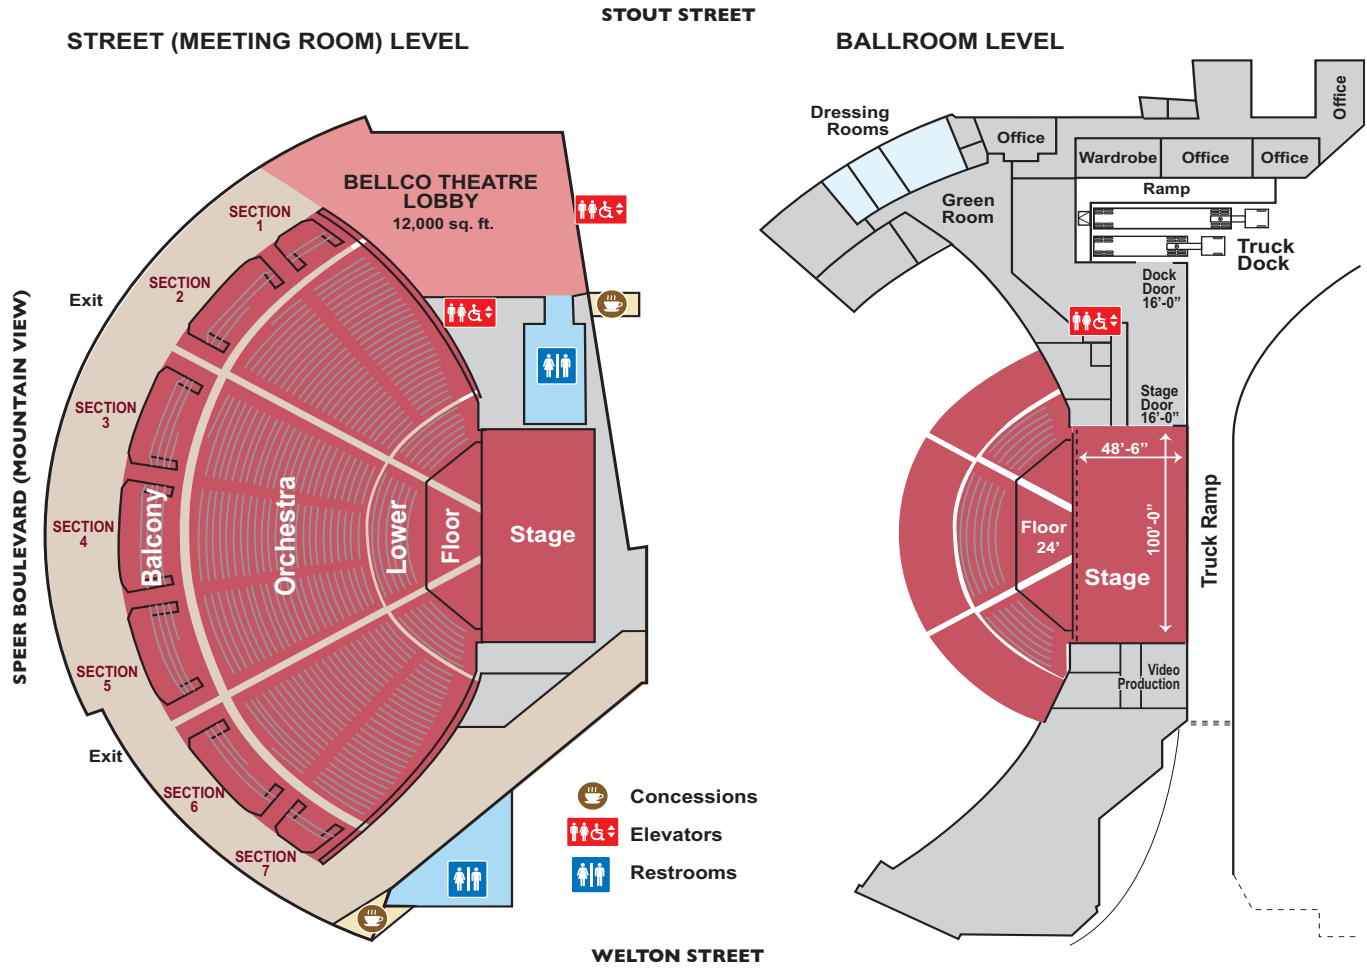 STOUT STREET
STREET (MEETING ROOM) LEVEL
BALLROOM LEVEL
SPEER BOULEVARD (MOUNTAIN VIEW)
BELLCO THEATRE
LOBBY
12,000 sq. ft.
SECTION
1
SECTION
2
Exit
SECTION
3
SECTION
4
SECTION
5
Exit
SECTION
6
SECTION
7
Balcony
Orchestra
Lower
Floor
Stage
Concessions
Elevators
Restrooms
Dressing
Rooms
Office
Green
Room
Wardrobe
Office
Office
Office
Ramp
Truck
Dock
Dock
Door
16'-0"
Stage
Door
16'-0"
48'-6"
100'-0"
Floor
24'
Stage
Truck Ramp
Video
Production
WELTON STREET